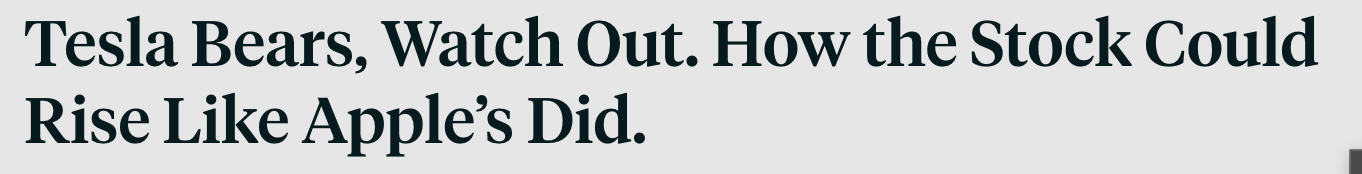 Tesla Bears, Watch Out. How the Stock Could
Rise Like Apple’s Did.